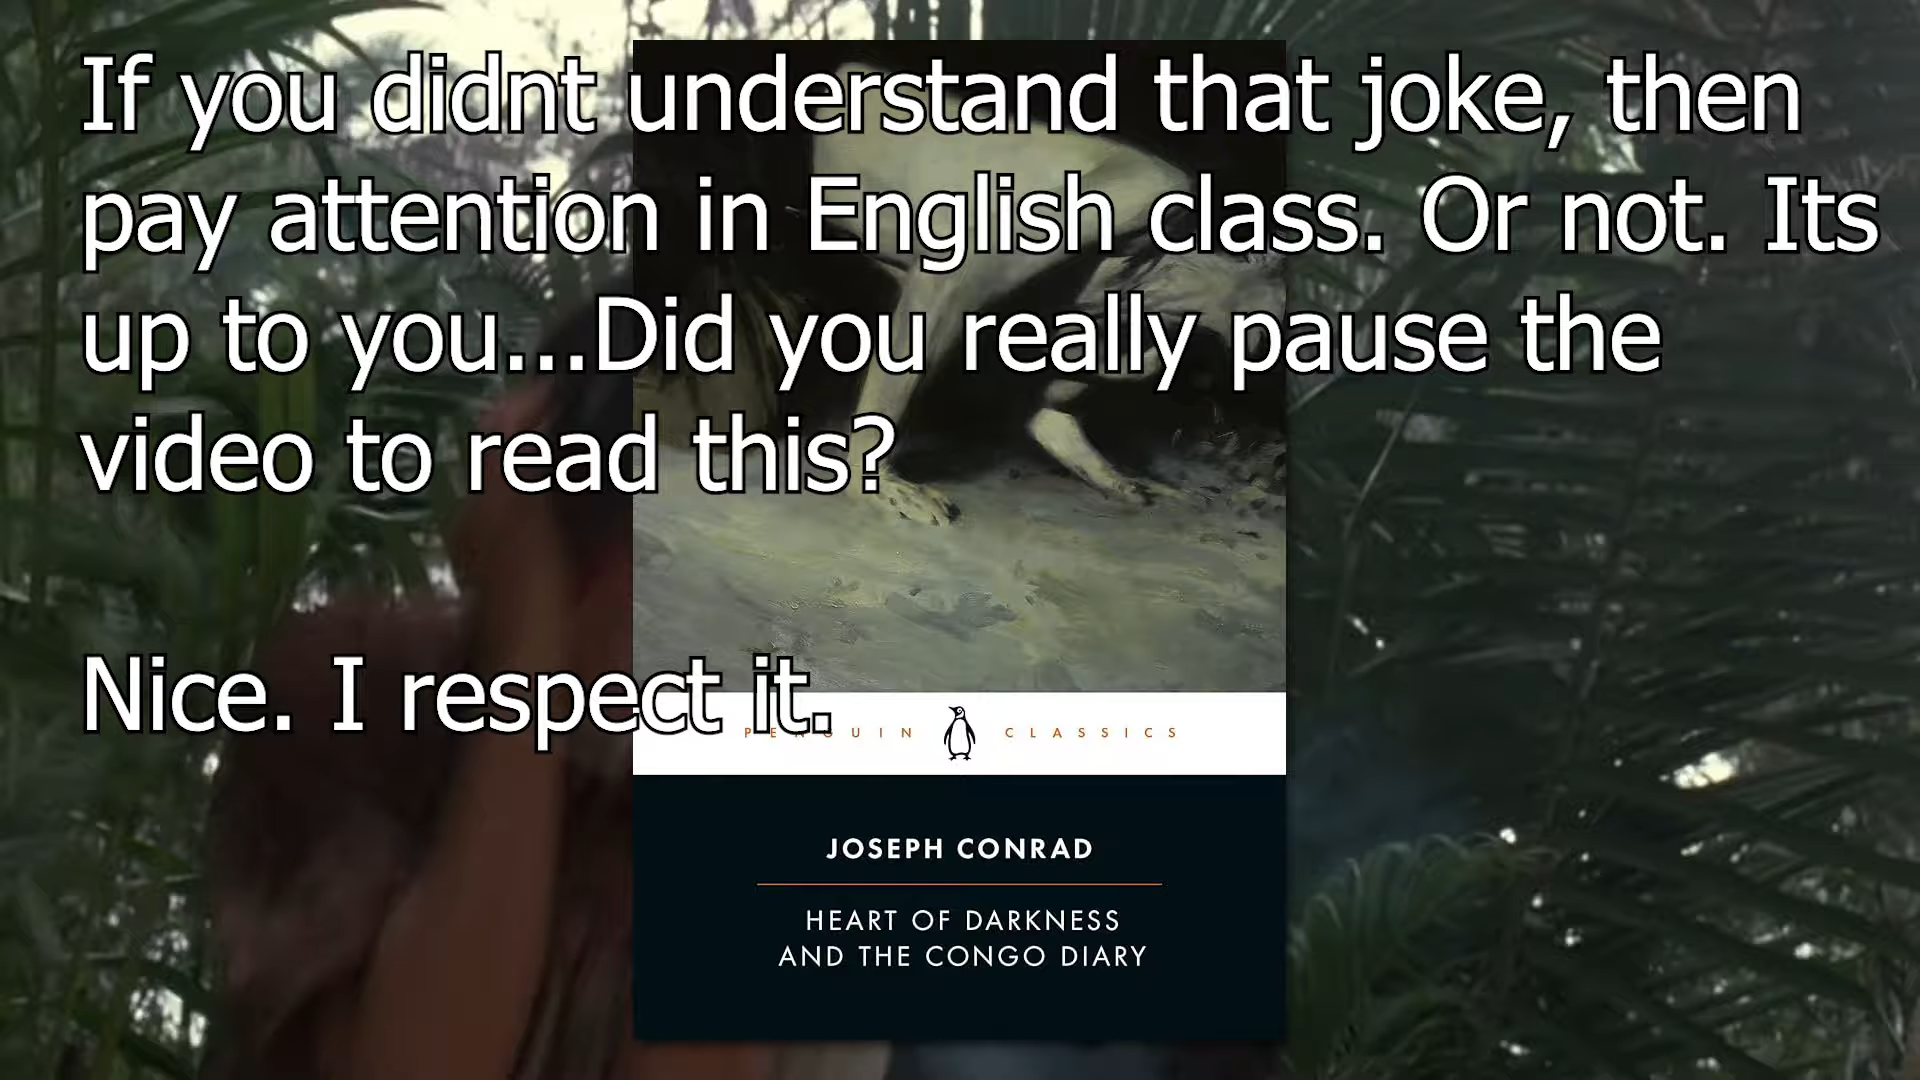 If you didnt understand that joke, then
pay attention in English class. Or not. Its
up to you...Did you really pause the
video to read this?
Nice. I respect it.
PENGUIN CLASSICS
JOSEPH CONRAD
HEART OF DARKNESS
AND THE CONGO DIARY